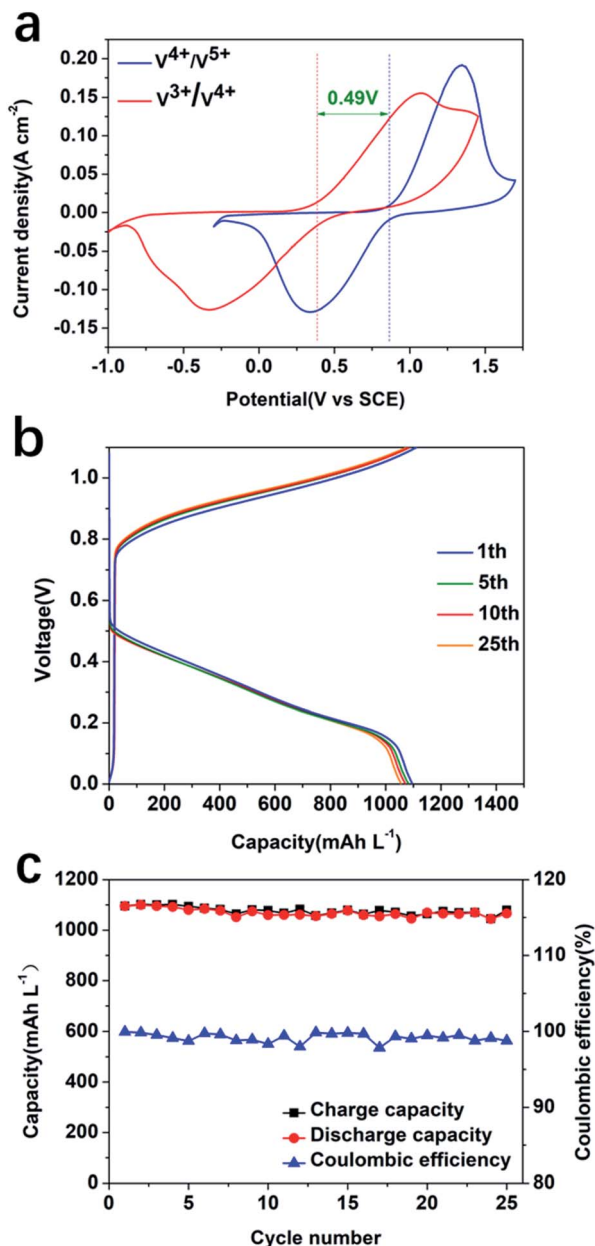 a
V4+/V5+
V3+/V4+
0.49V
0.20
0.15
0.10
0.05
0.00
-0.05
-0.10
-0.15
Current density(A cm-2)
-1.0 -0.5 0.0 0.5 1.0 1.5
Potential(V vs SCE)
b
1.0
0.8
0.6
0.4
0.2
0.0
Voltage(V)
1th
5th
10th
25th
0 200 400 600 800 1000 1200 1400
Capacity(mAh L-1)
c
1200
1100
1000
800
600
400
200
0
Capacity(mAh L-1)
120
110
100
90
80
Coulombic efficiency(%)
Charge capacity
Discharge capacity
Coulombic efficiency
0 5 10 15 20 25
Cycle number